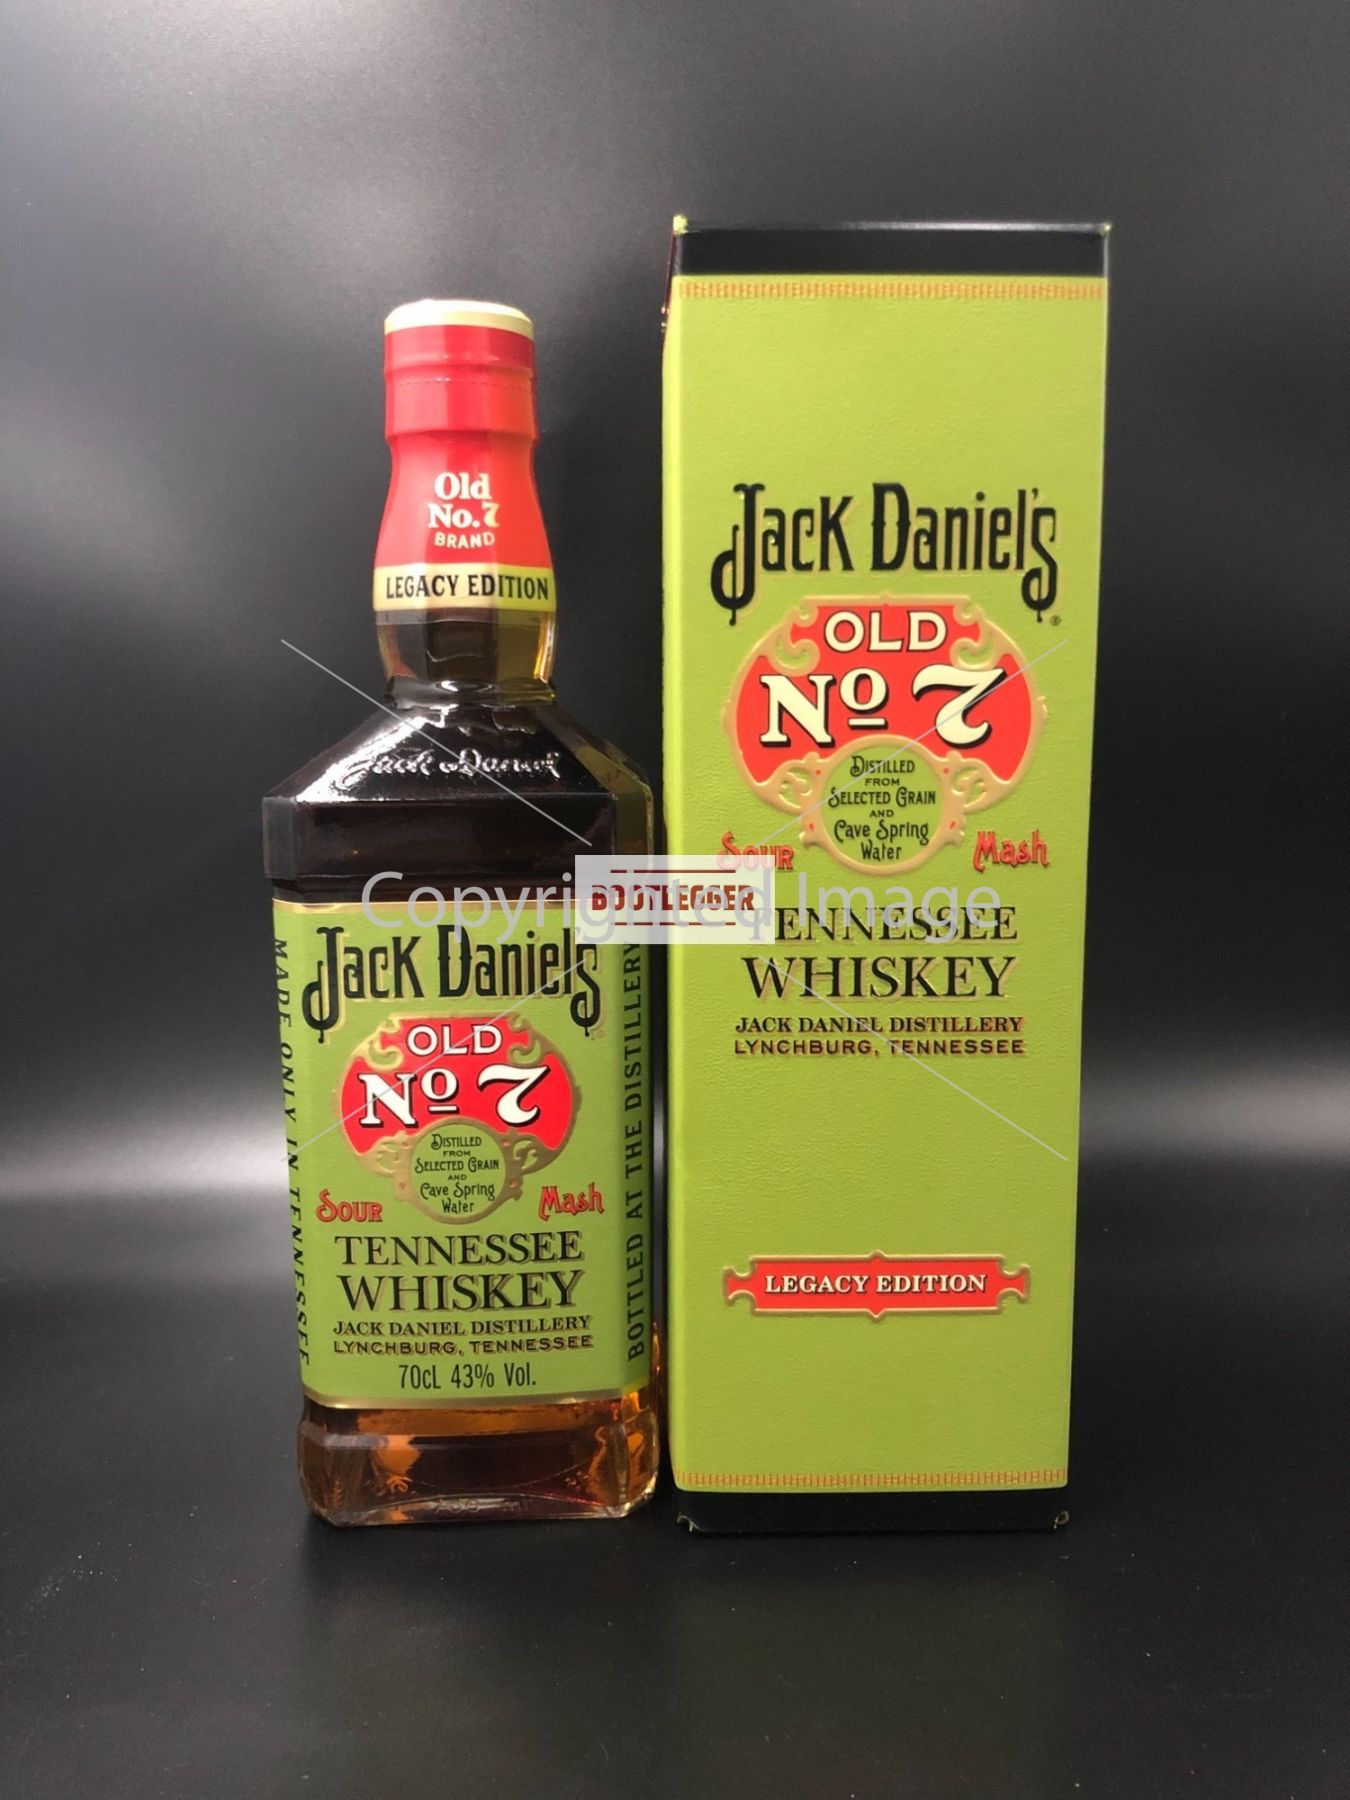 Old
No.7
BRAND
LEGACY EDITION
Jack Daniel
Jack Daniel's
OLD
No 7
DISTILLED
FROM
SELECTED GRAIN
AND
Cave Spring
Water
SOUR Mash
TENNESSEE
WHISKEY
JACK DANIEL DISTILLERY
LYNCHBURG, TENNESSEE
70cL 43% Vol.
MADE ONLY IN TENNESSEE
BOTTLED AT THE DISTILLERY
700 ml
Jack Daniel's
®
OLD
No 7
DISTILLED
FROM
SELECTED GRAIN
AND
Cave Spring
Water
SOUR Mash
TENNESSEE
WHISKEY
JACK DANIEL DISTILLERY
LYNCHBURG, TENNESSEE
LEGACY EDITION
Copyrighted Image
BOOTLEGGER